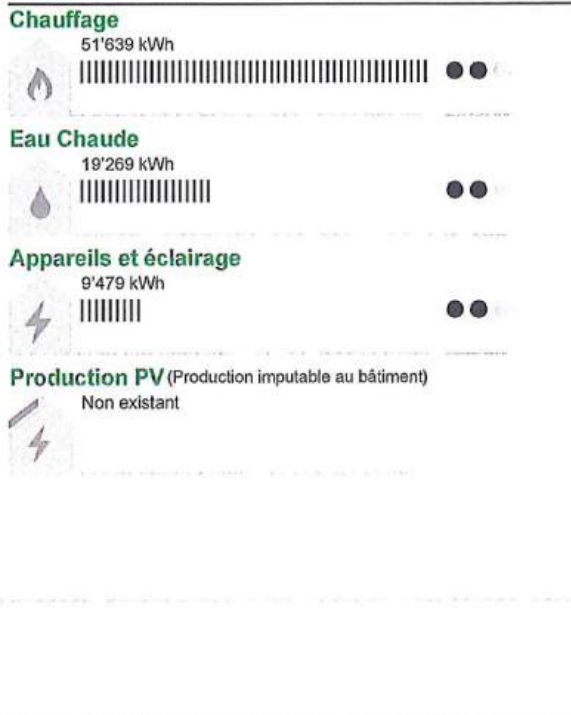 Chauffage
51'639 kWh
Eau Chaude
19'269 kWh
Appareils et éclairage
9'479 kWh
Production PV (Production imputable au bâtiment)
Non existant